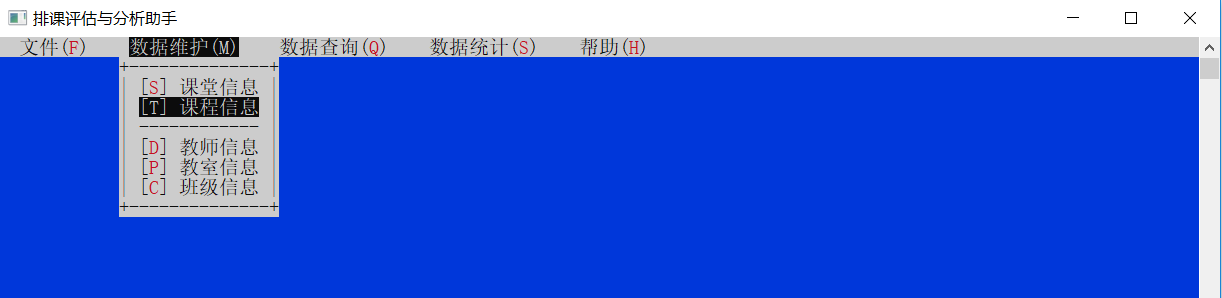 排课评估与分析助手
文件(F) 数据维护(M) 数据查询(Q) 数据统计(S) 帮助(H)
[S] 课堂信息
[T] 课程信息
[D] 教师信息
[P] 教室信息
[C] 班级信息